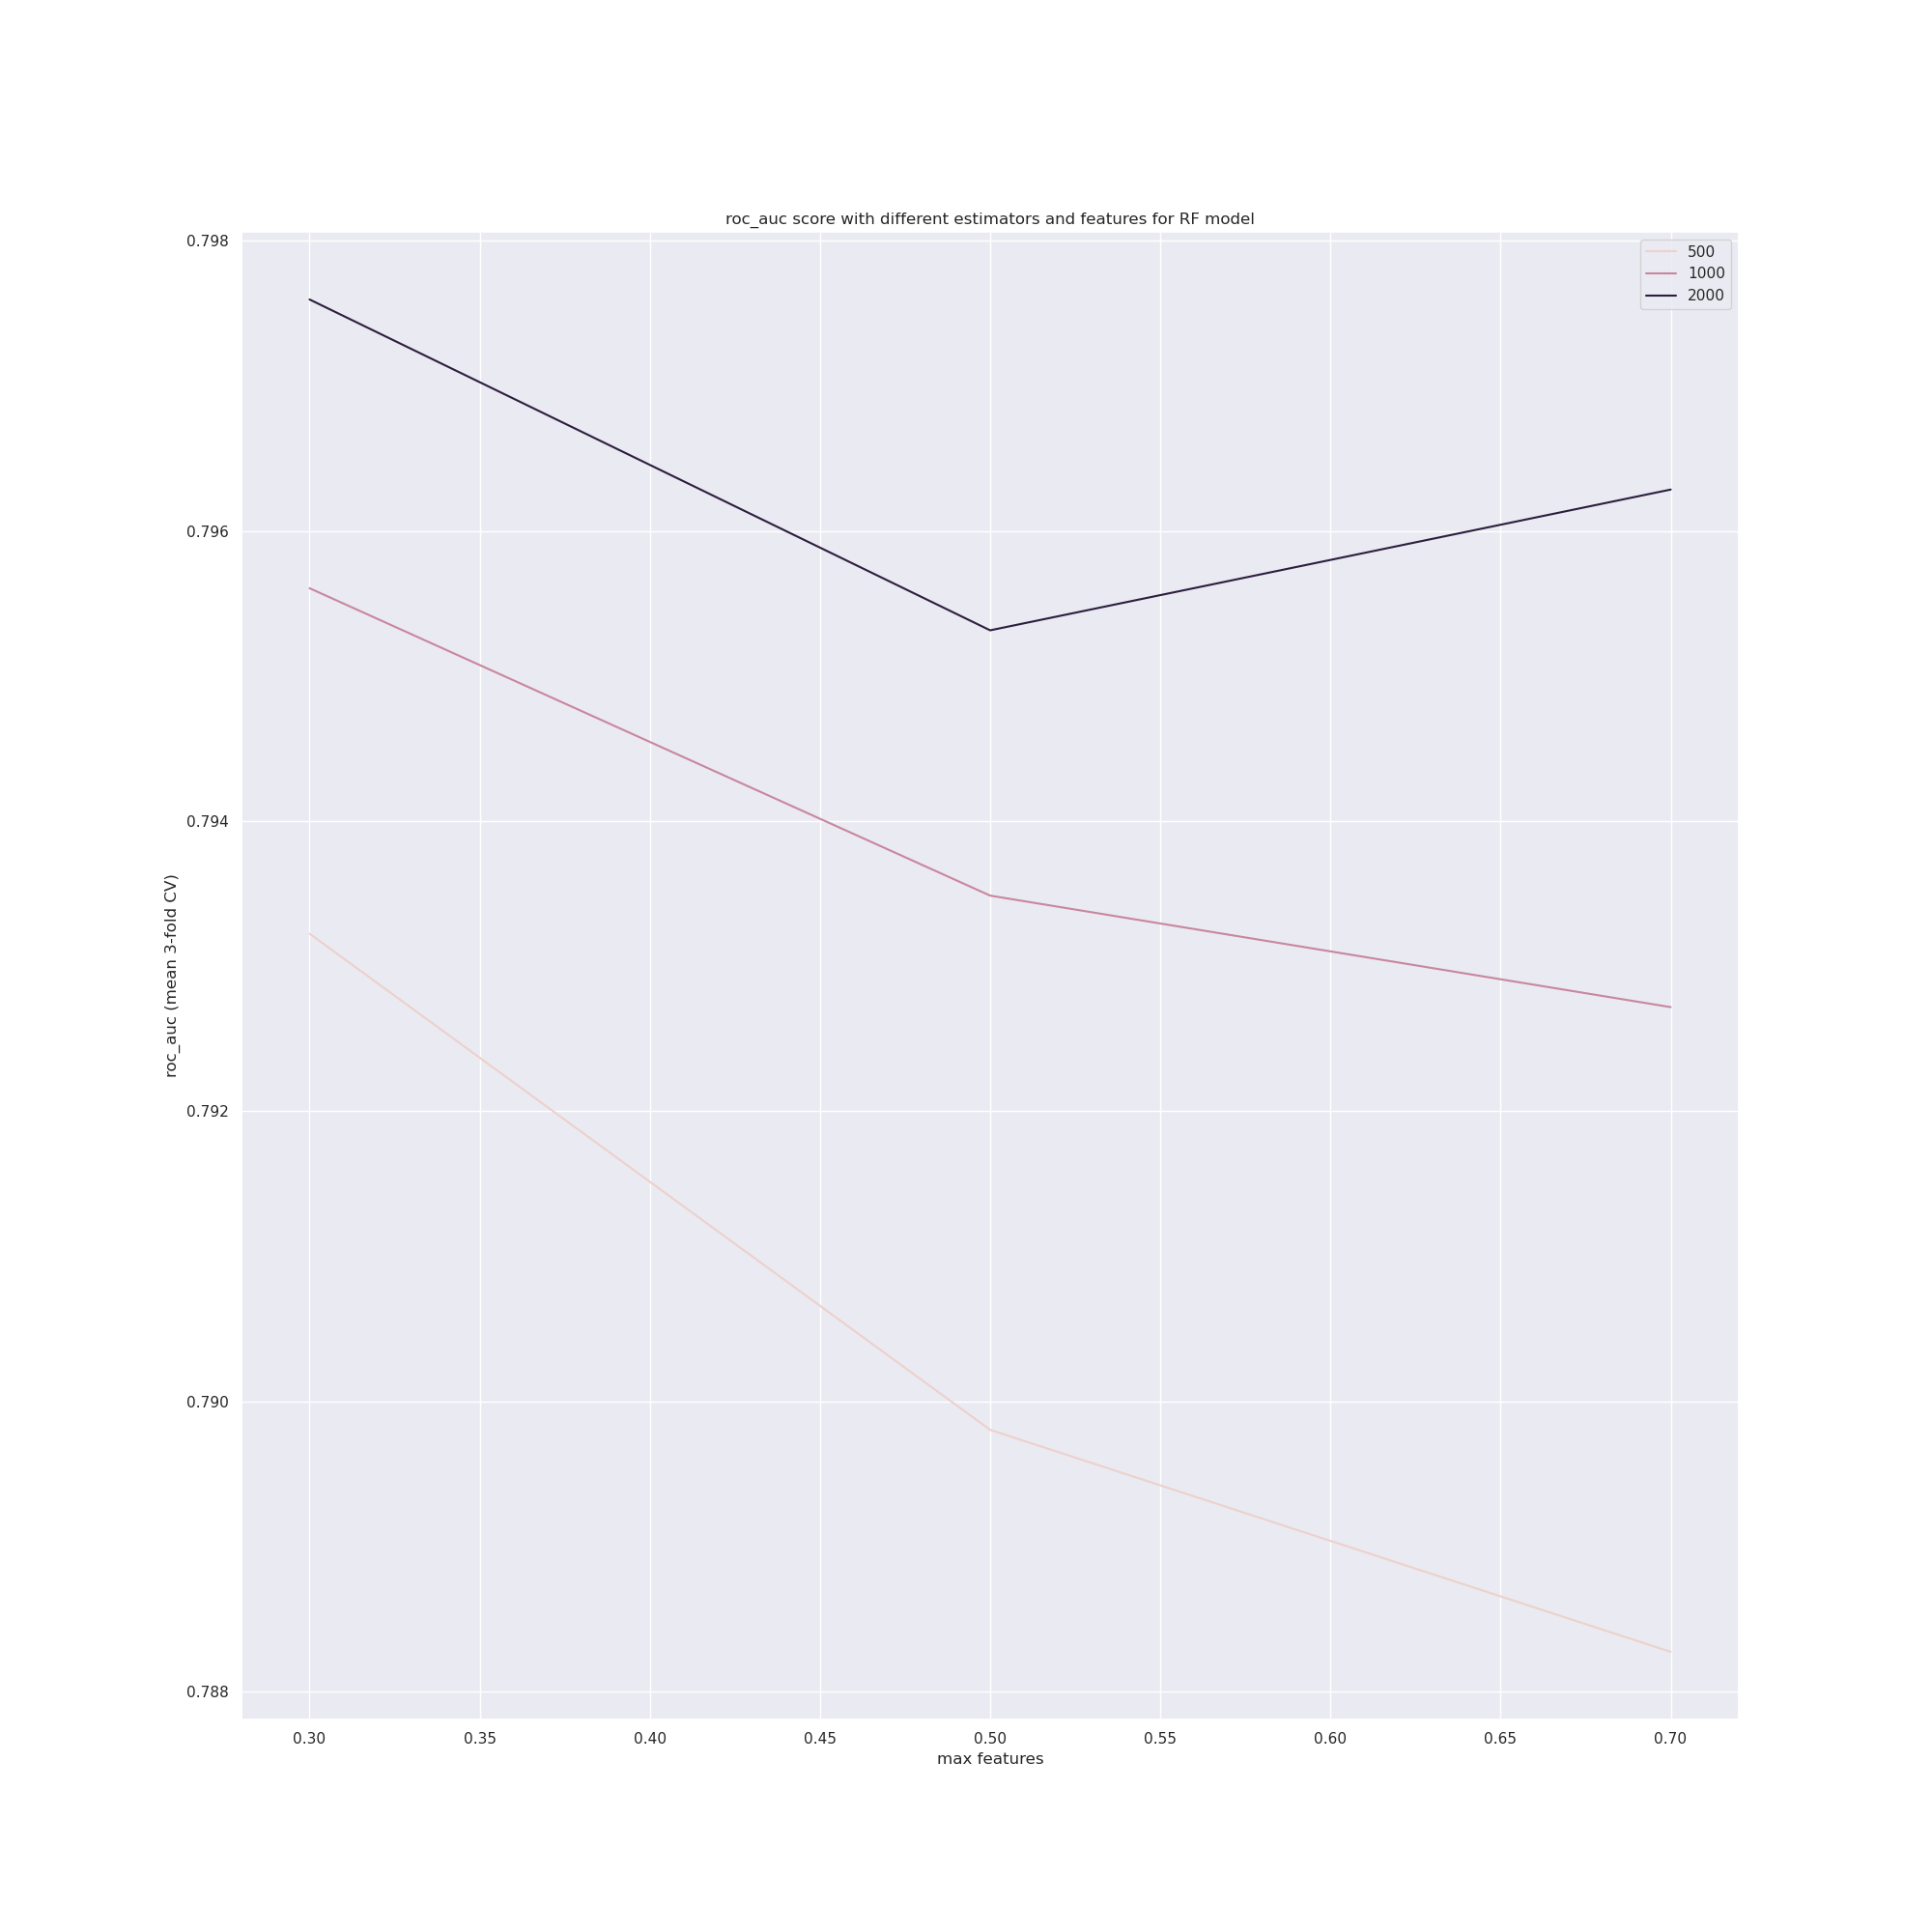 roc_auc score with different estimators and features for RF model
0.798
0.796
0.794
0.792
0.790
0.788
roc_auc (mean 3-fold CV)
500
1000
2000
0.30 0.35 0.40 0.45 0.50 0.55 0.60 0.65 0.70
max features